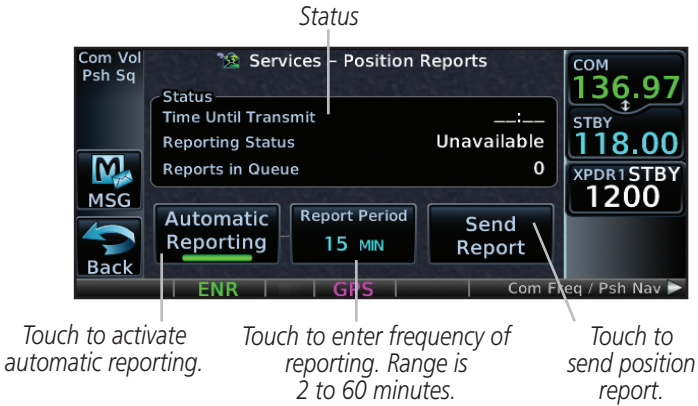 Status
Com Vol
Psh Sq
Services – Position Reports
Status
Time Until Transmit __:__
Reporting Status Unavailable
Reports in Queue 0
COM
136.97
STBY
118.00
XPDR1 STBY
1200
MSG
Back
Automatic
Reporting
Report Period
15 MIN
Send
Report
ENR
GPS
Com Freq / Psh Nav
Touch to activate
automatic reporting.
Touch to enter frequency of
reporting. Range is
2 to 60 minutes.
Touch to
send position
report.